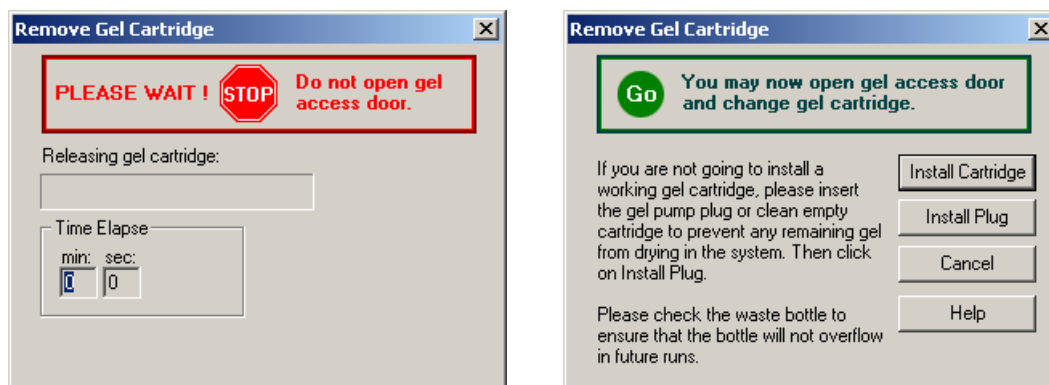 Remove Gel Cartridge
PLEASE WAIT !
STOP
Do not open gel
access door.
Releasing gel cartridge:
Time Elapse
min: sec:
0 0
Remove Gel Cartridge
Go
You may now open gel access door
and change gel cartridge.
If you are not going to install a
working gel cartridge, please insert
the gel pump plug or clean empty
cartridge to prevent any remaining gel
from drying in the system. Then click
on Install Plug.
Please check the waste bottle to
ensure that the bottle will not overflow
in future runs.
Install Cartridge
Install Plug
Cancel
Help